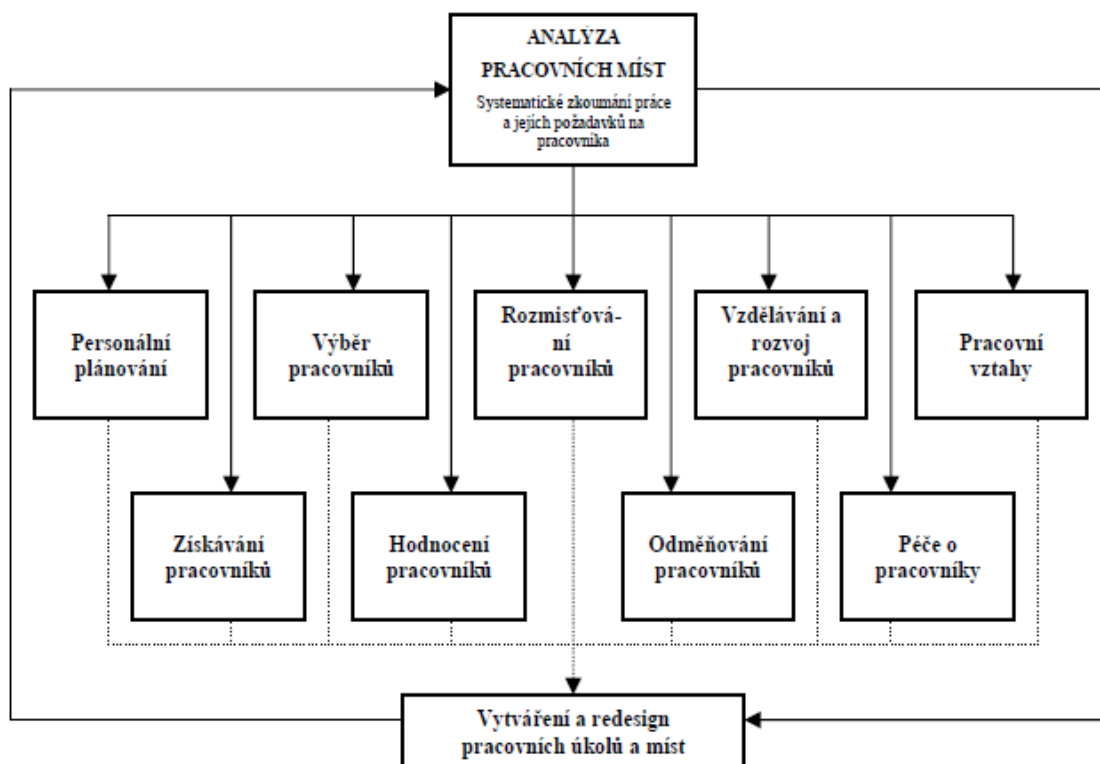 ANALÝZA
PRACOVNÍCH MÍST
Systematické zkoumání práce
a jejích požadavků na
pracovníka
Personální
plánování
Výběr
pracovníků
Rozmisťová-
ní
pracovníků
Vzdělávání a
rozvoj
pracovníků
Pracovní
vztahy
Získávání
pracovníků
Hodnocení
pracovníků
Odměňování
pracovníků
Péče o
pracovníky
Vytváření a redesign
pracovních úkolů a míst